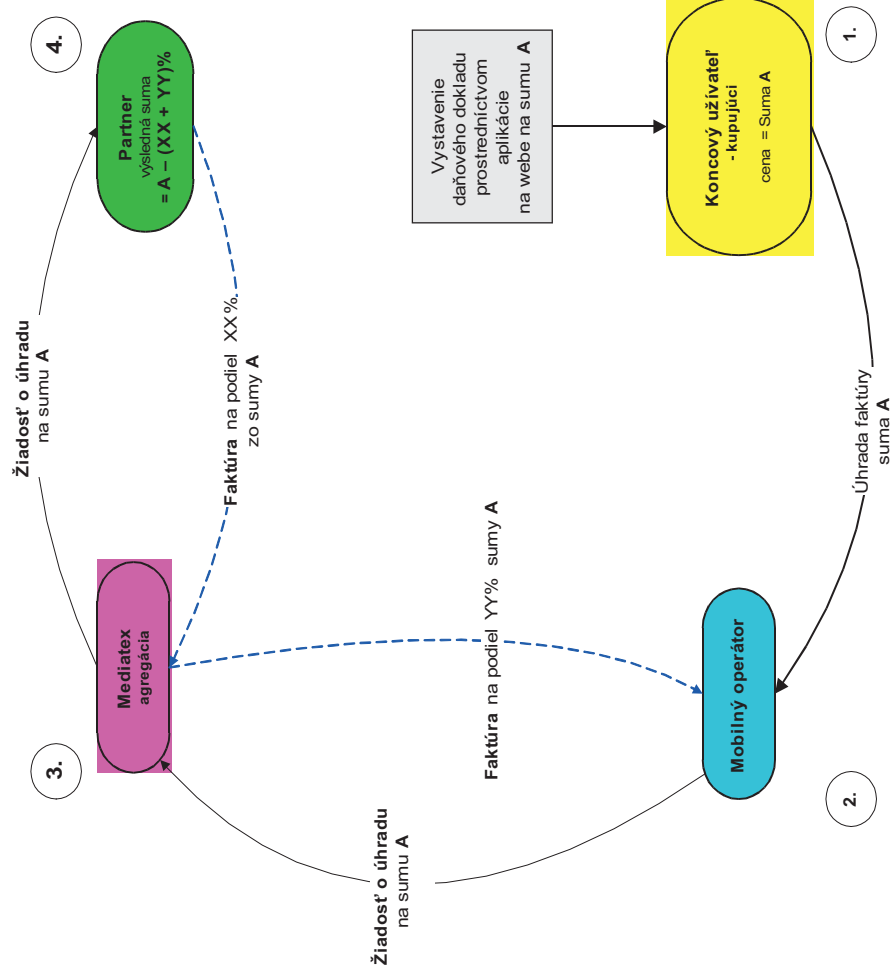 1.
Vystavenie
daňového dokladu
prostredníctvom
aplikácie
na webe na sumu A
Koncový užívateľ
- kupujúci
cena = Suma A
Úhrada faktúry
suma A
2.
Mobilný operátor
Žiadosť o úhradu
na sumu A
Faktúra na podiel YY% sumy A
3.
Mediatex
agregácia
Žiadosť o úhradu
na sumu A
Faktúra na podiel XX%
zo sumy A
4.
Partner
výsledná suma
= A – (XX + YY)%